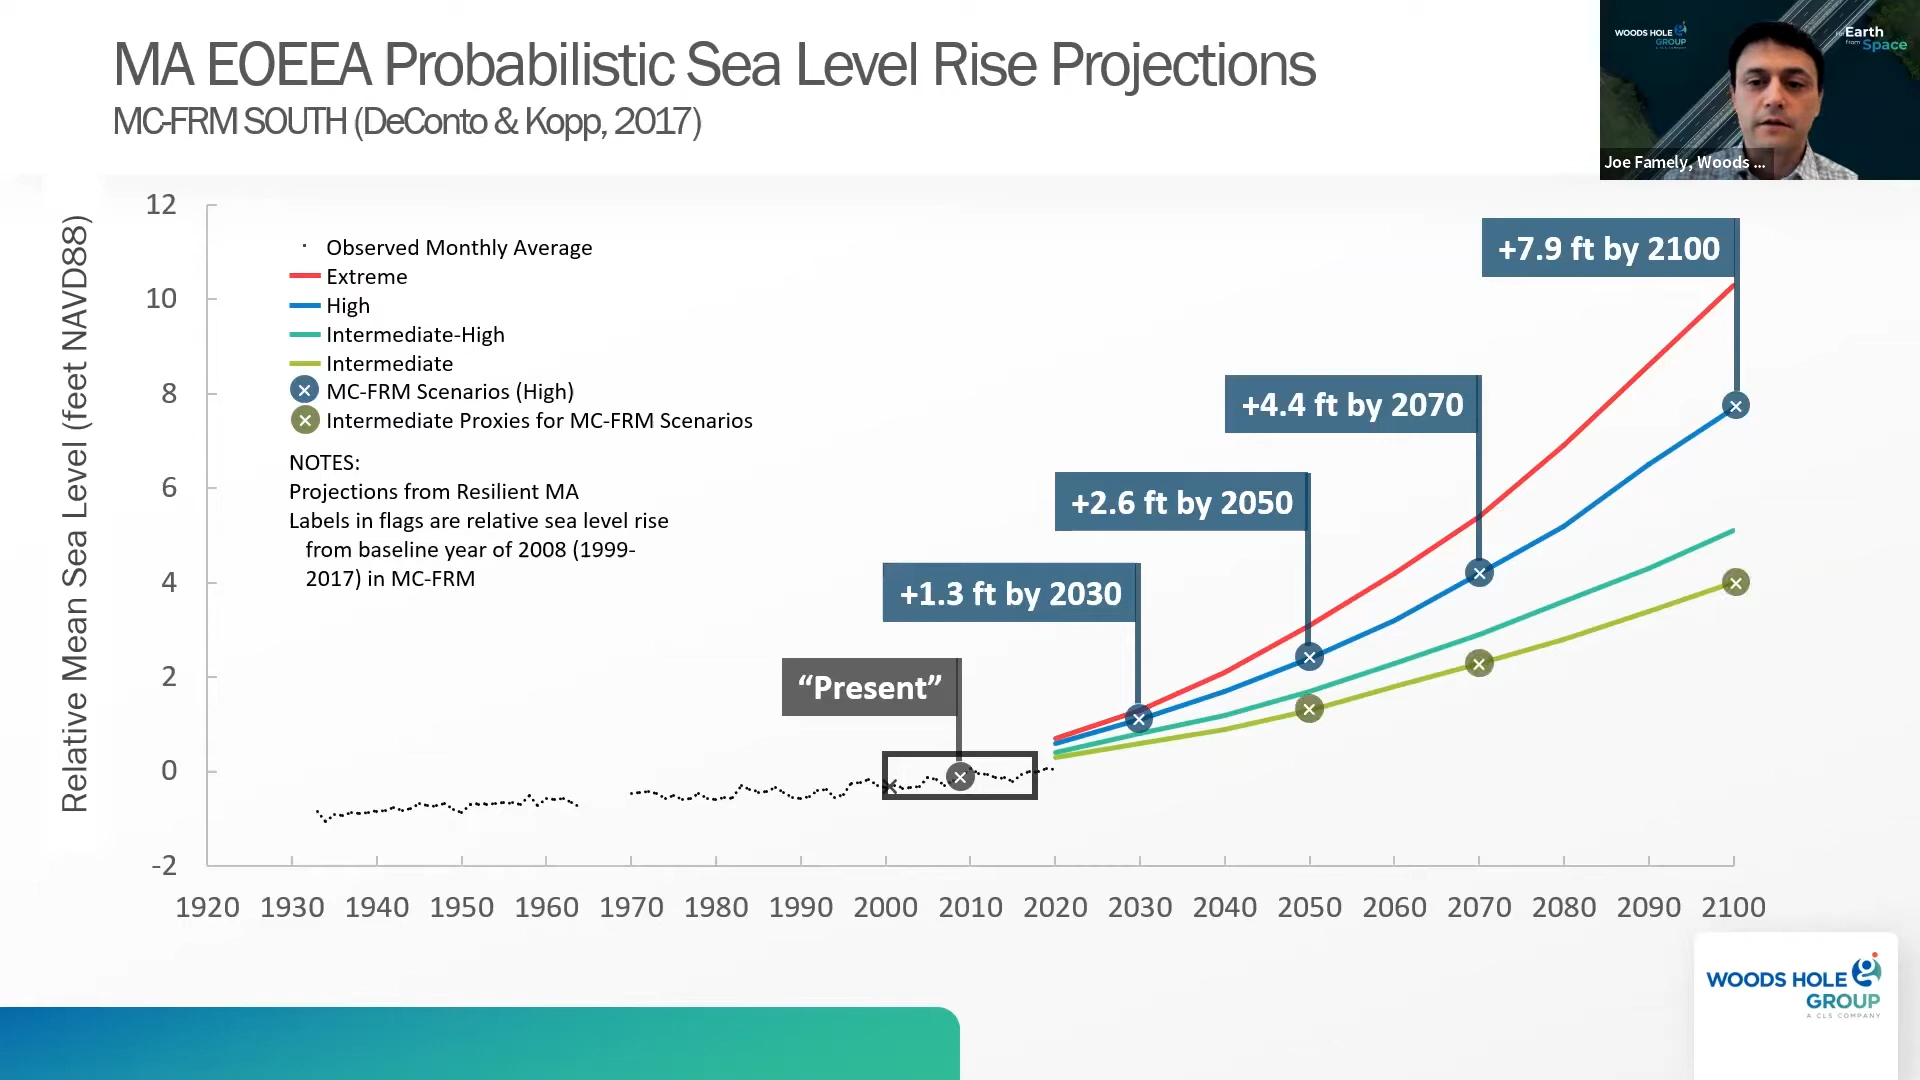 MA EOEEA Probabilistic Sea Level Rise Projections
MC-FRM SOUTH (DeConto & Kopp, 2017)
WOODS HOLE
GROUP
Earth
from Space
Joe Famely, Woods ...
Relative Mean Sea Level (feet NAVD88)
12
10
8
6
4
2
0
-2
Observed Monthly Average
Extreme
High
Intermediate-High
Intermediate
MC-FRM Scenarios (High)
Intermediate Proxies for MC-FRM Scenarios
NOTES:
Projections from Resilient MA
Labels in flags are relative sea level rise
from baseline year of 2008 (1999-
2017) in MC-FRM
+7.9 ft by 2100
+4.4 ft by 2070
+2.6 ft by 2050
+1.3 ft by 2030
“Present”
1920 1930 1940 1950 1960 1970 1980 1990 2000 2010 2020 2030 2040 2050 2060 2070 2080 2090 2100
WOODS HOLE
GROUP
A CLS COMPANY